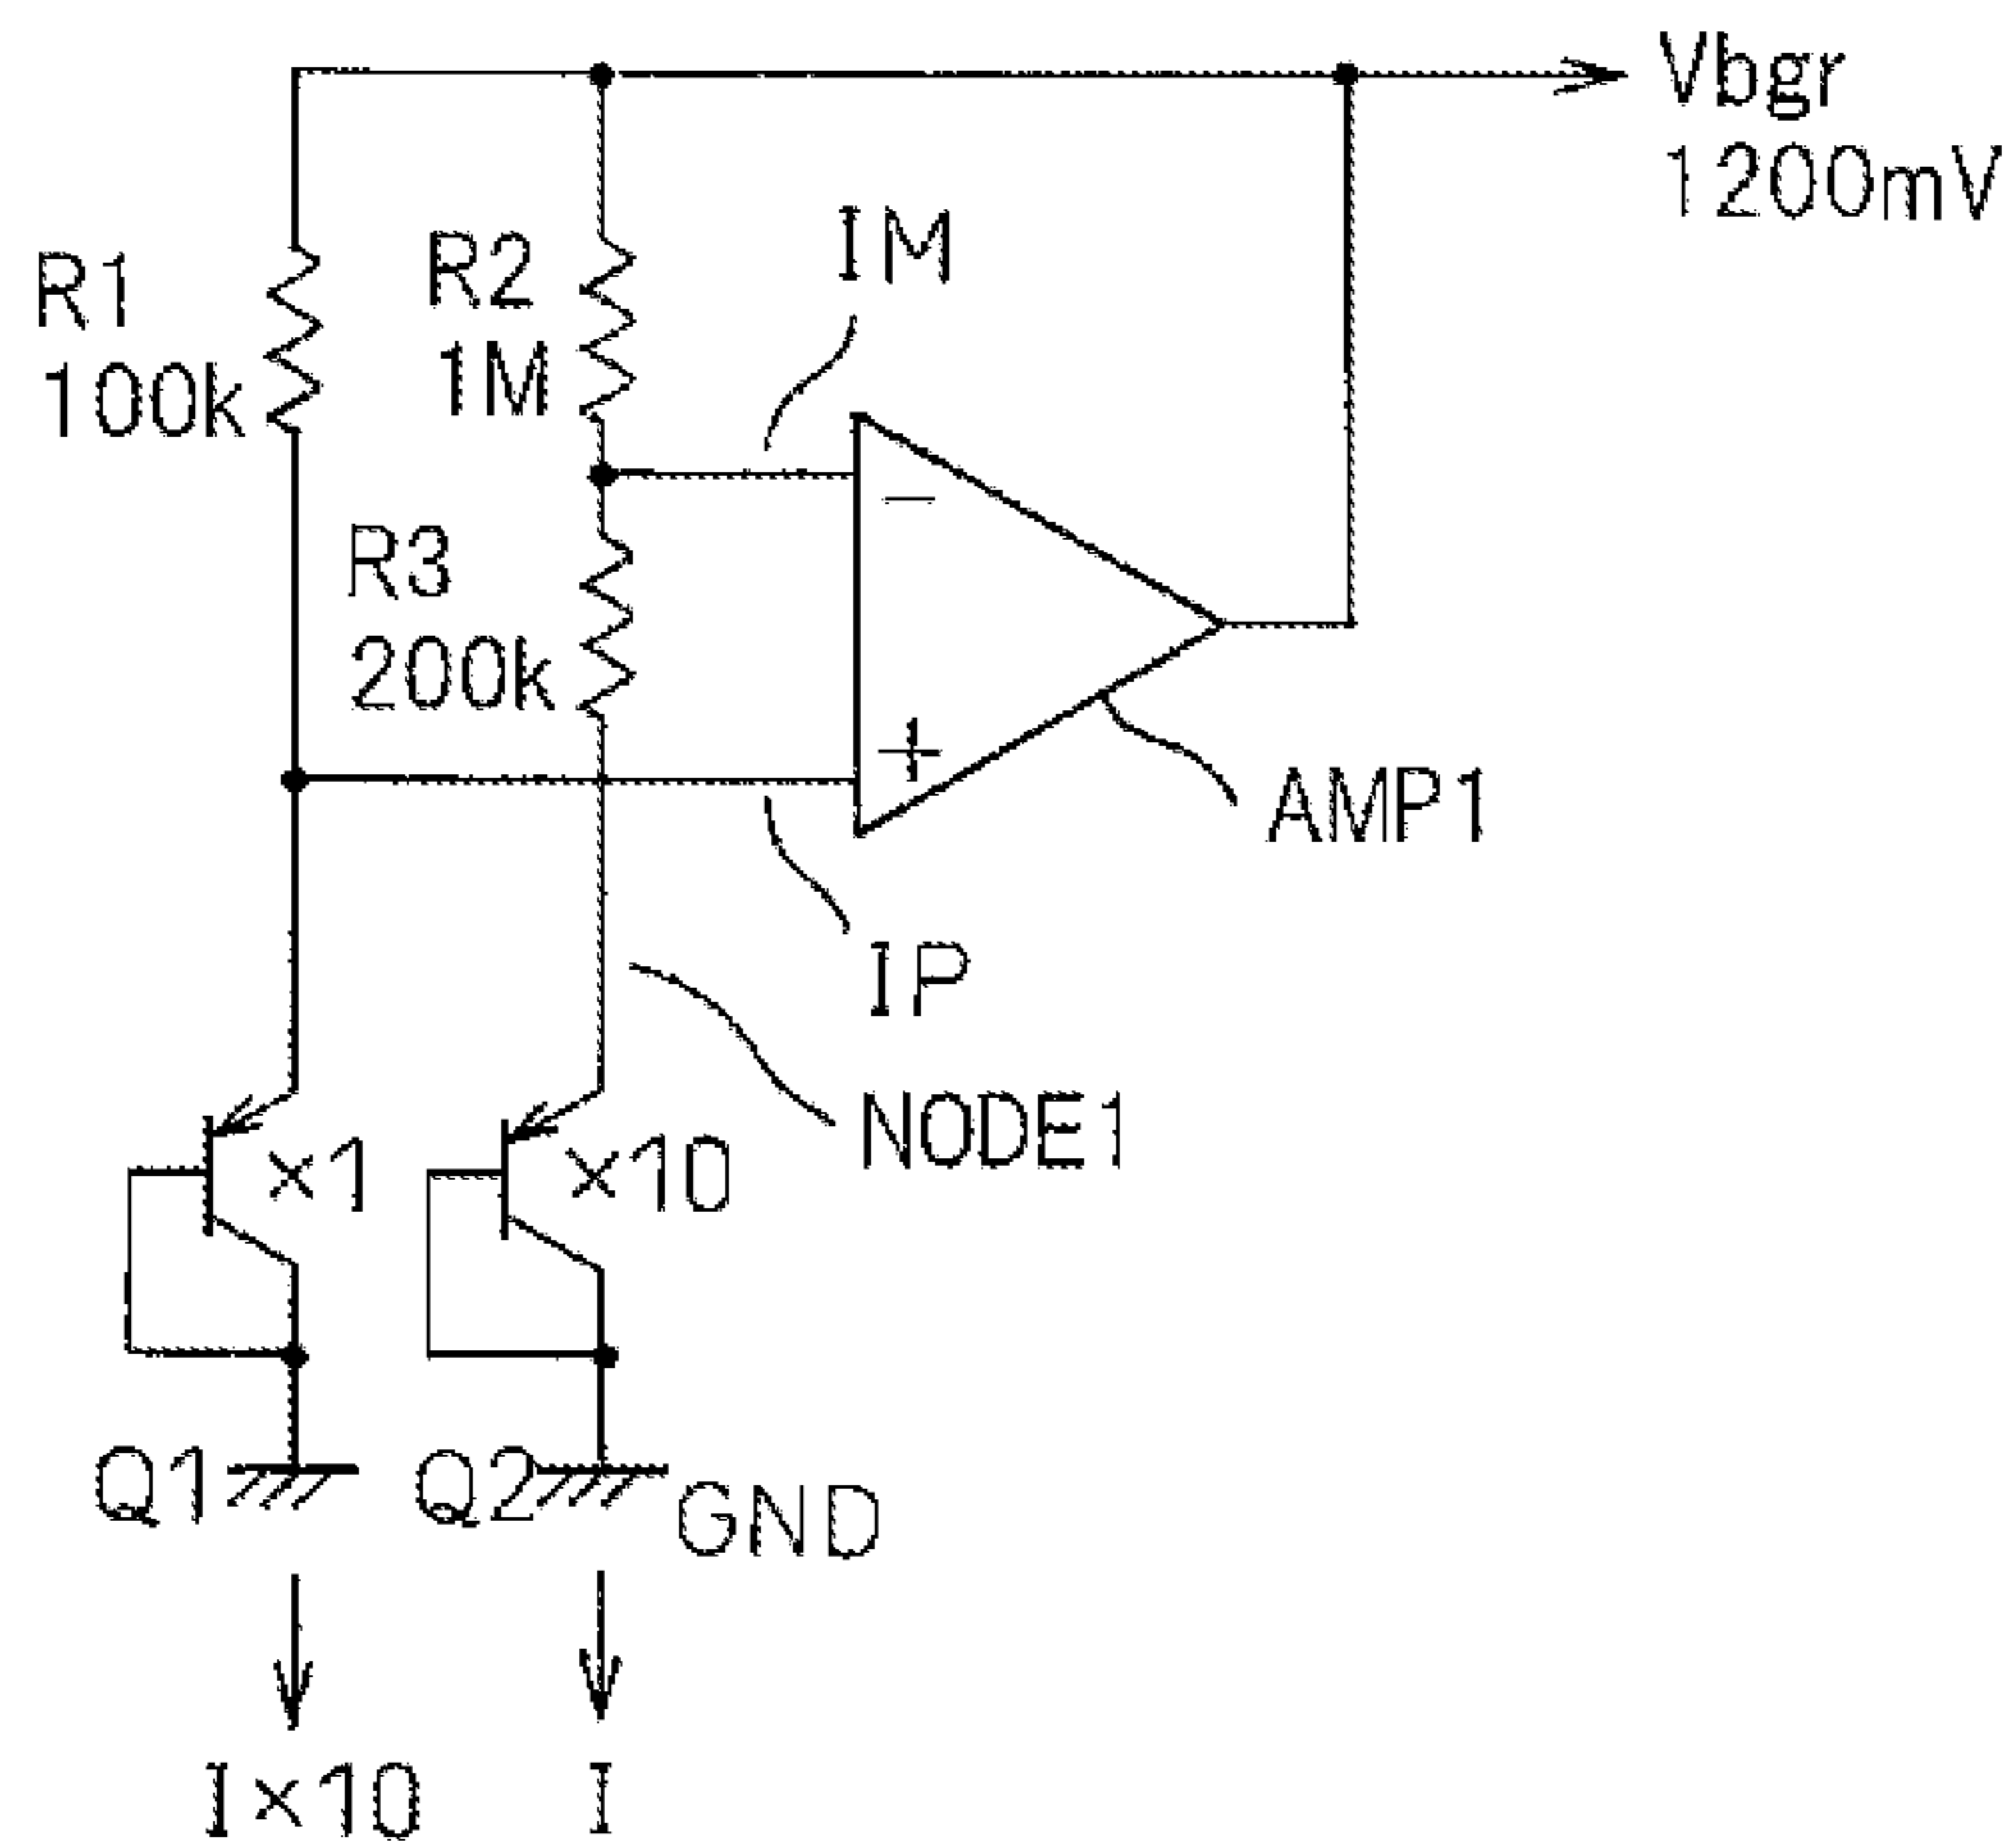 Vbgr
1200mV
IM
R1
100k
R2
1M
R3
200k
−
+
AMP1
IP
NODE1
×1
×10
Q1
Q2
GND
I×10
I